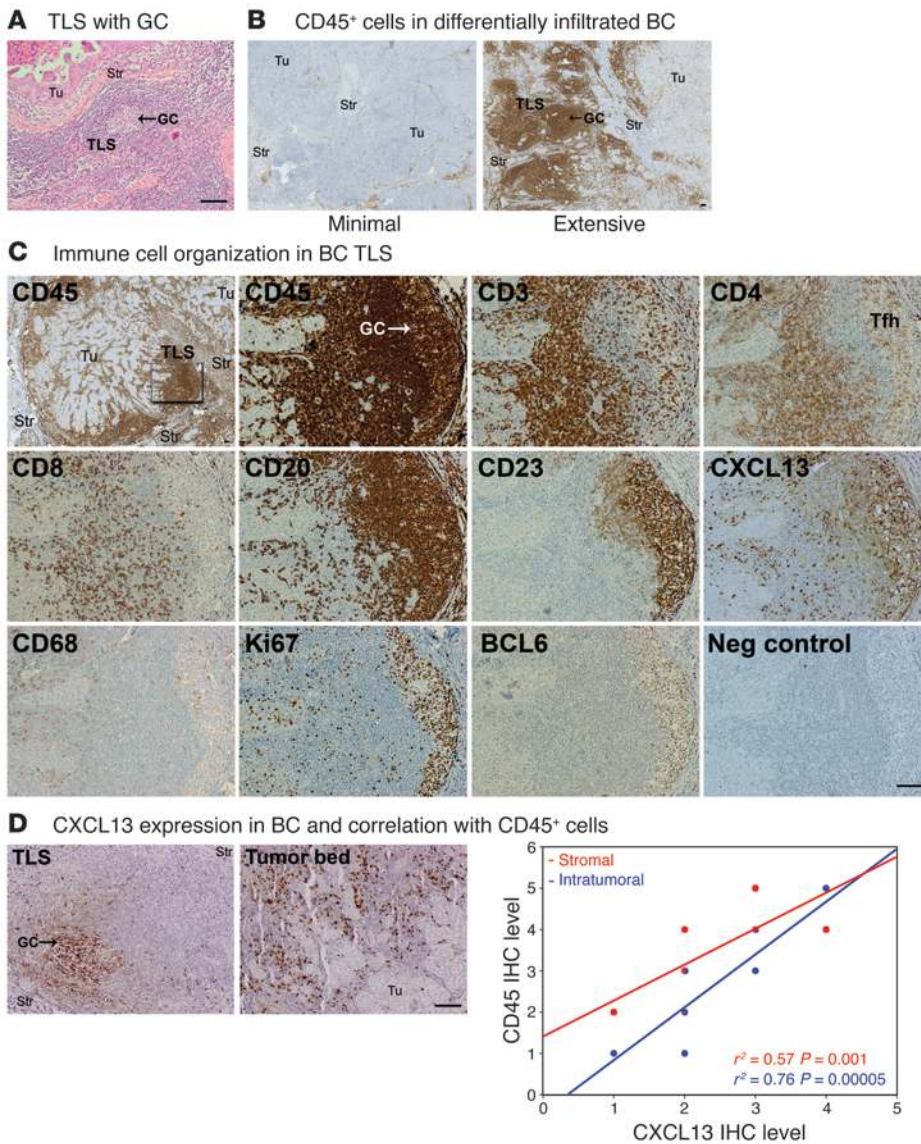 A TLS with GC
B CD45⁺ cells in differentially infiltrated BC
Tu
Str
GC
TLS
Tu
Str
Tu
Str
Minimal
Tu
TLS
GC
Str
Str
Extensive
C Immune cell organization in BC TLS
CD45
Tu
Tu
TLS
Str
Str
Str
CD45
GC
CD3
CD4
Tfh
CD8
CD20
CD23
CXCL13
CD68
Ki67
BCL6
Neg control
D CXCL13 expression in BC and correlation with CD45⁺ cells
TLS
Str
GC
Str
Tumor bed
Tu
- Stromal
- Intratumoral
CD45 IHC level
6
5
4
3
2
1
0
r² = 0.57 P = 0.001
r² = 0.76 P = 0.00005
0 1 2 3 4 5
CXCL13 IHC level